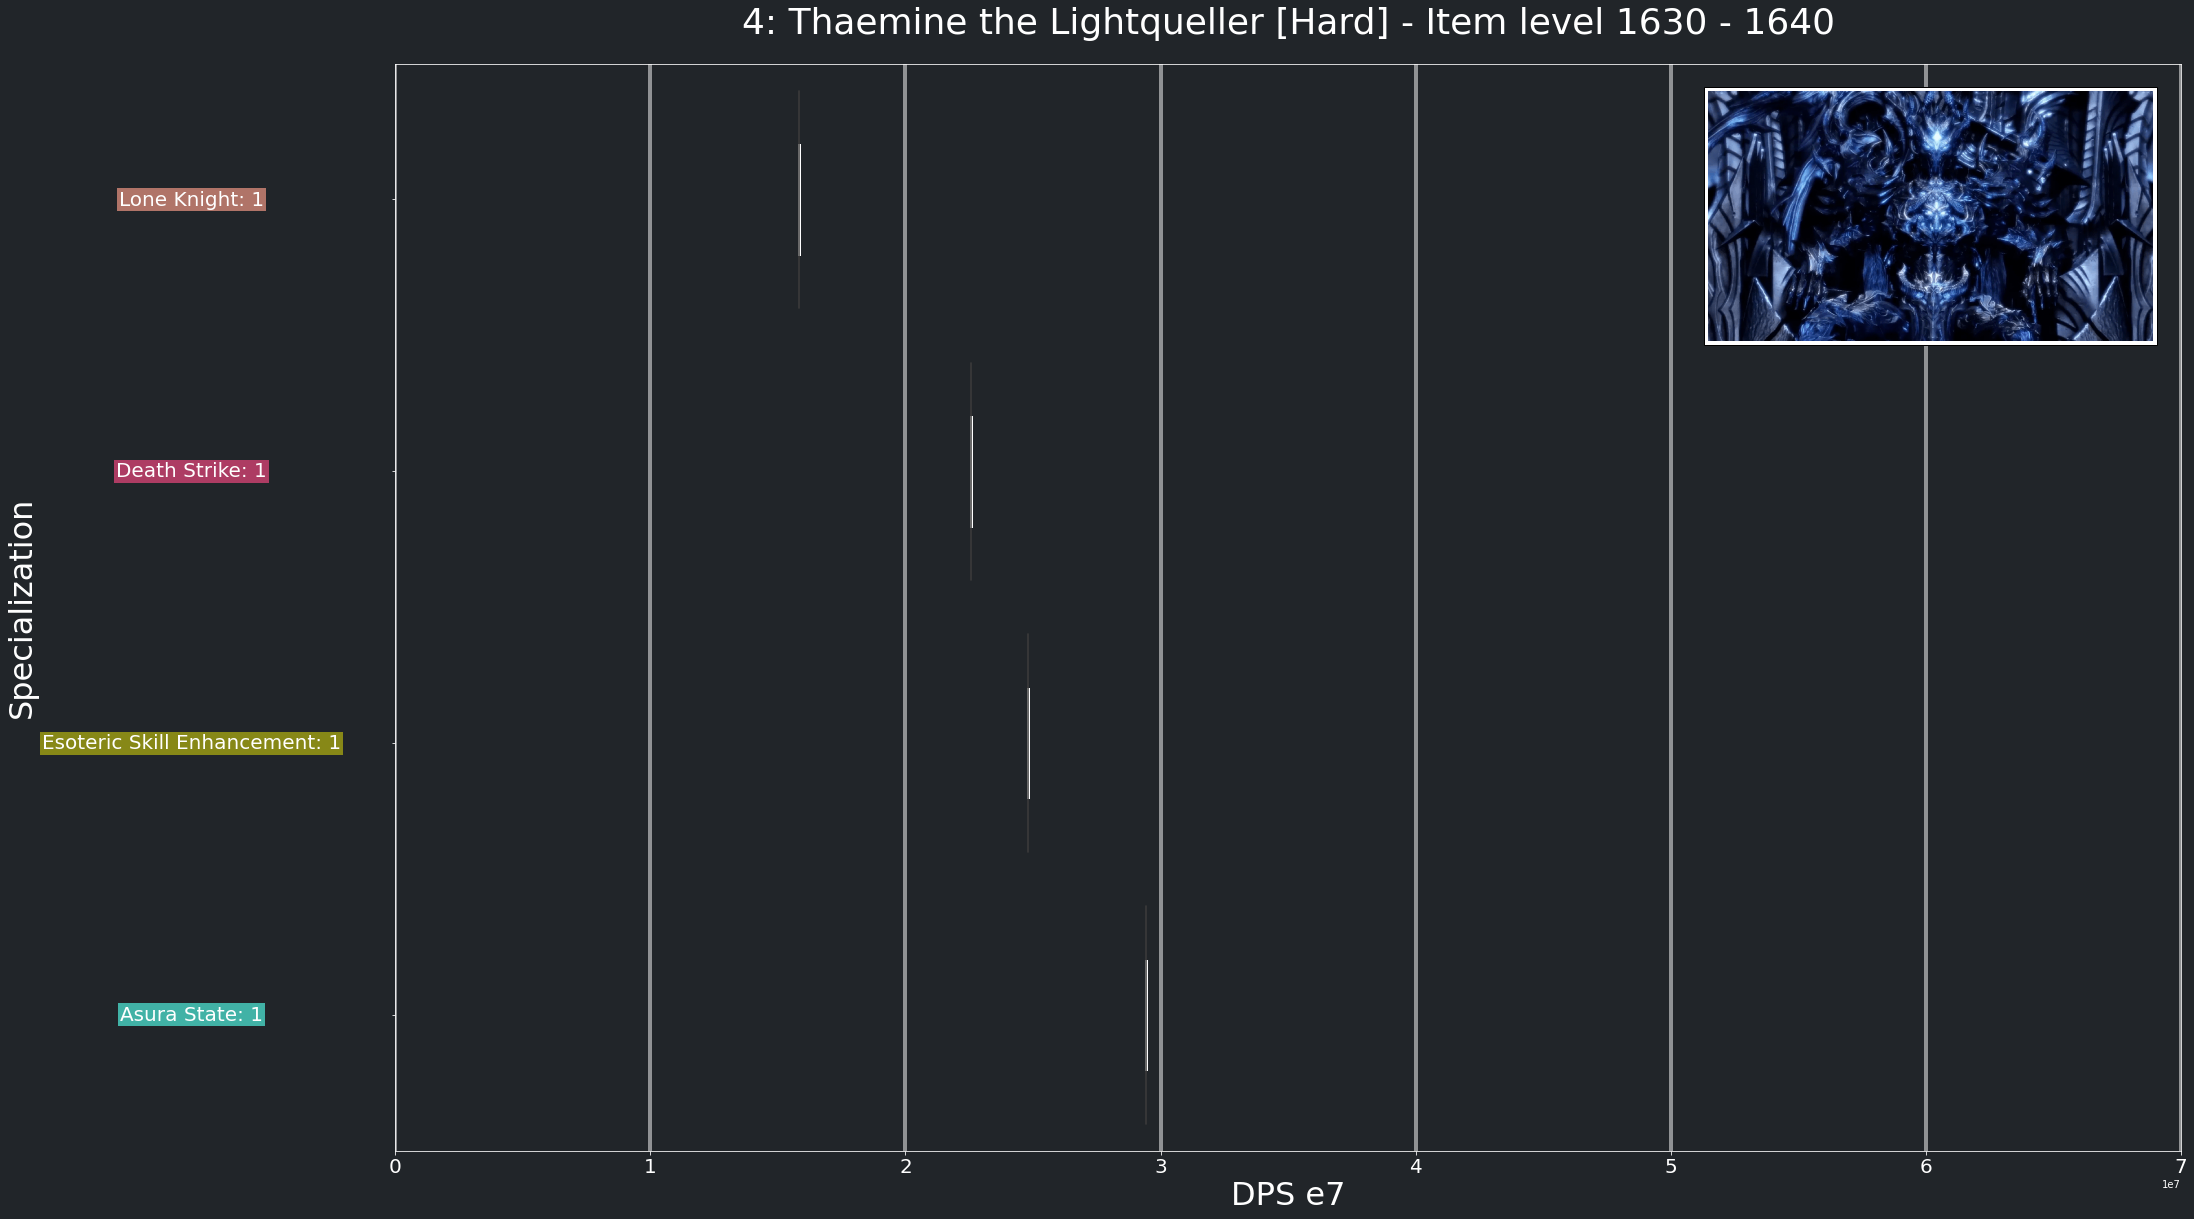 4: Thaemine the Lightqueller [Hard] - Item level 1630 - 1640
Specialization
Lone Knight: 1
Death Strike: 1
Esoteric Skill Enhancement: 1
Asura State: 1
0 1 2 3 4 5 6 7
1e7
DPS e7